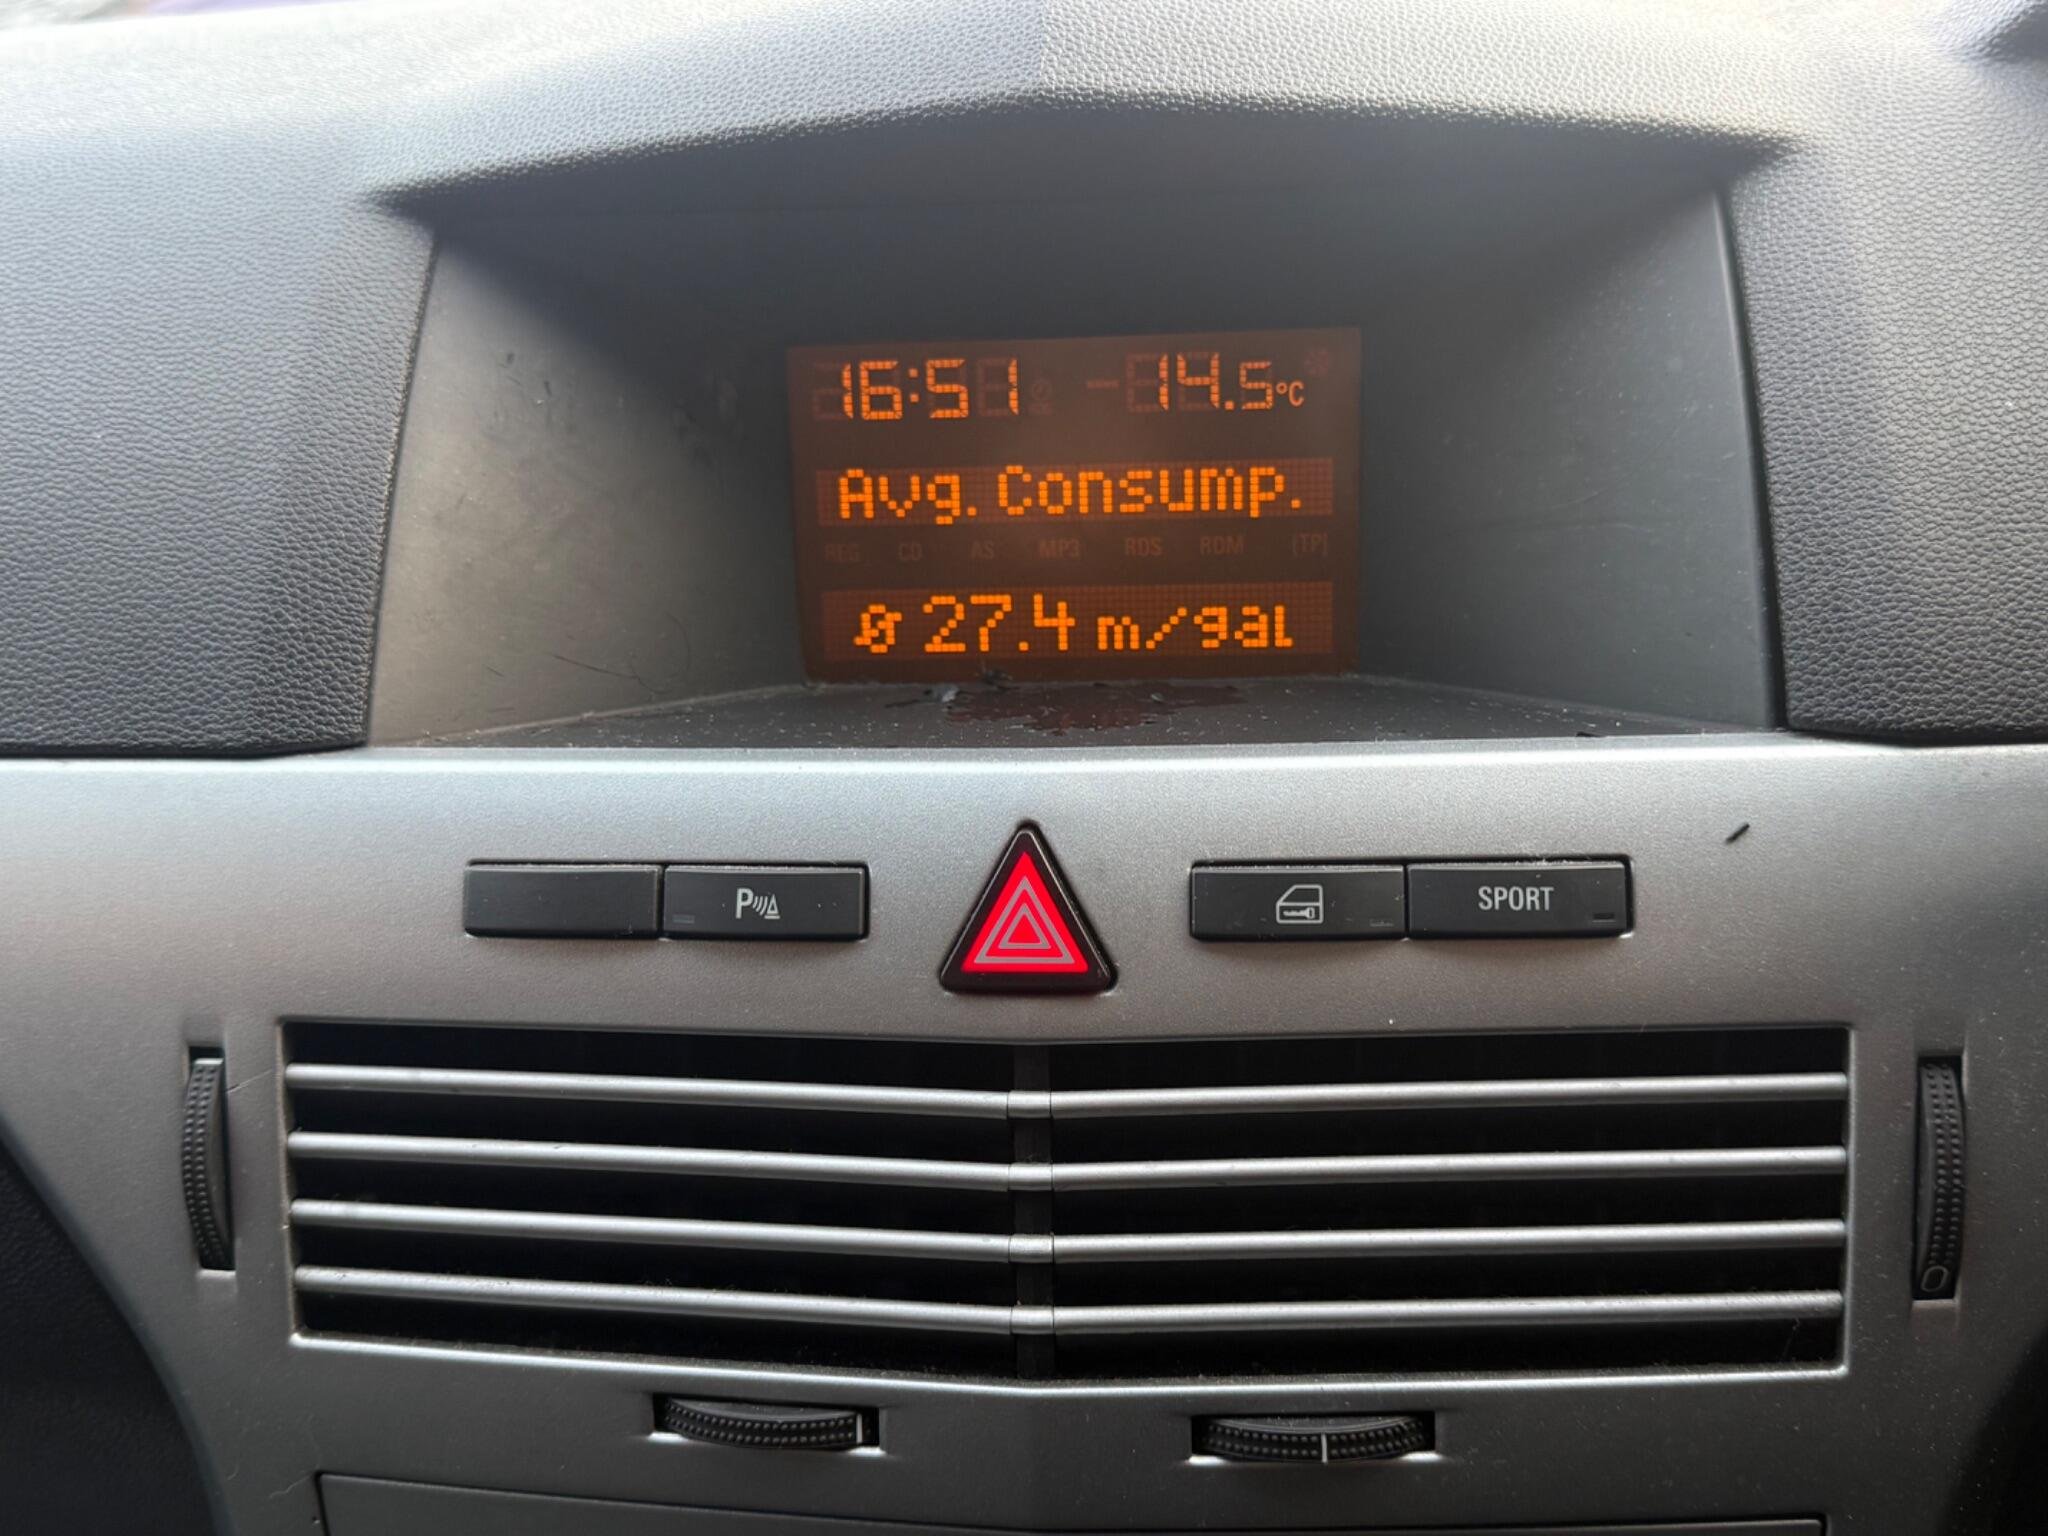 16:51 14.5°C
Avg. Consump.
REG CD AS MP3 RDS RDM [TP]
Ø 27.4 m/gal
P
SPORT